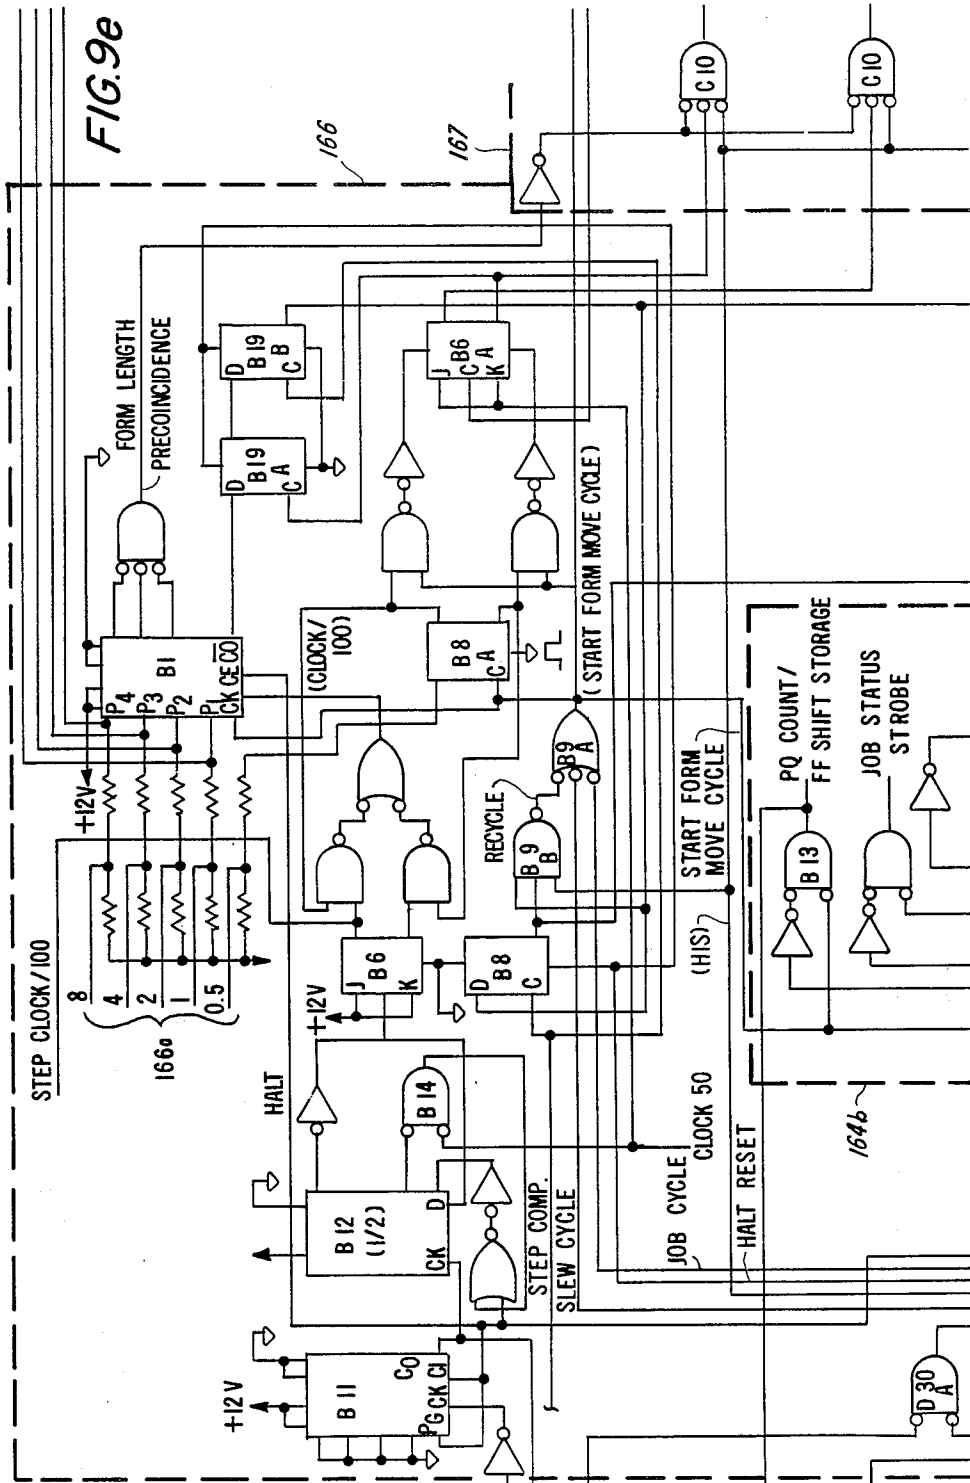 FIG.9e
166
167
STEP CLOCK/100
8
4
2
1
0.5
166a
+12V
P4
P3
P2
P1
CK CE C̅O̅
B1
FORM LENGTH
PRECOINCIDENCE
D
B19
C A
D
B19
C B
C10
C10
(CLOCK/
100)
B8
C A
J
B6
C A
K
(START FORM MOVE CYCLE)
HALT
+12V
J
B6
K
D
B8
C
RECYCLE
B9
B
B9
A
START FORM
MOVE CYCLE
(HIS)
PQ COUNT/
FF SHIFT STORAGE
B13
JOB STATUS
STROBE
164b
B12
(1/2)
CK
D
B14
CLOCK 50
STEP COMP.
SLEW CYCLE
JOB CYCLE
HALT RESET
+12V
B11
CO
PG CK CI
D30
A